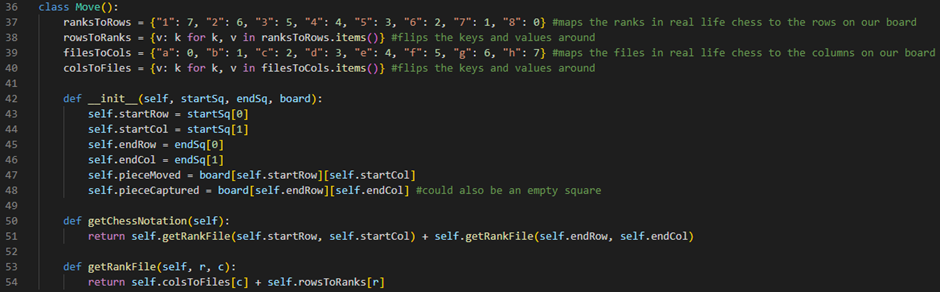 36 class Move():
37     ranksToRows = {"1": 7, "2": 6, "3": 5, "4": 4, "5": 3, "6": 2, "7": 1, "8": 0} #maps the ranks in real life chess to the rows on our board
38     rowsToRanks = {v: k for k, v in ranksToRows.items()} #flips the keys and values around
39     filesToCols = {"a": 0, "b": 1, "c": 2, "d": 3, "e": 4, "f": 5, "g": 6, "h": 7} #maps the files in real life chess to the columns on our board
40     colsToFiles = {v: k for k, v in filesToCols.items()} #flips the keys and values around
41
42     def __init__(self, startSq, endSq, board):
43         self.startRow = startSq[0]
44         self.startCol = startSq[1]
45         self.endRow = endSq[0]
46         self.endCol = endSq[1]
47         self.pieceMoved = board[self.startRow][self.startCol]
48         self.pieceCaptured = board[self.endRow][self.endCol] #could also be an empty square
49
50     def getChessNotation(self):
51         return self.getRankFile(self.startRow, self.startCol) + self.getRankFile(self.endRow, self.endCol)
52
53     def getRankFile(self, r, c):
54         return self.colsToFiles[c] + self.rowsToRanks[r]